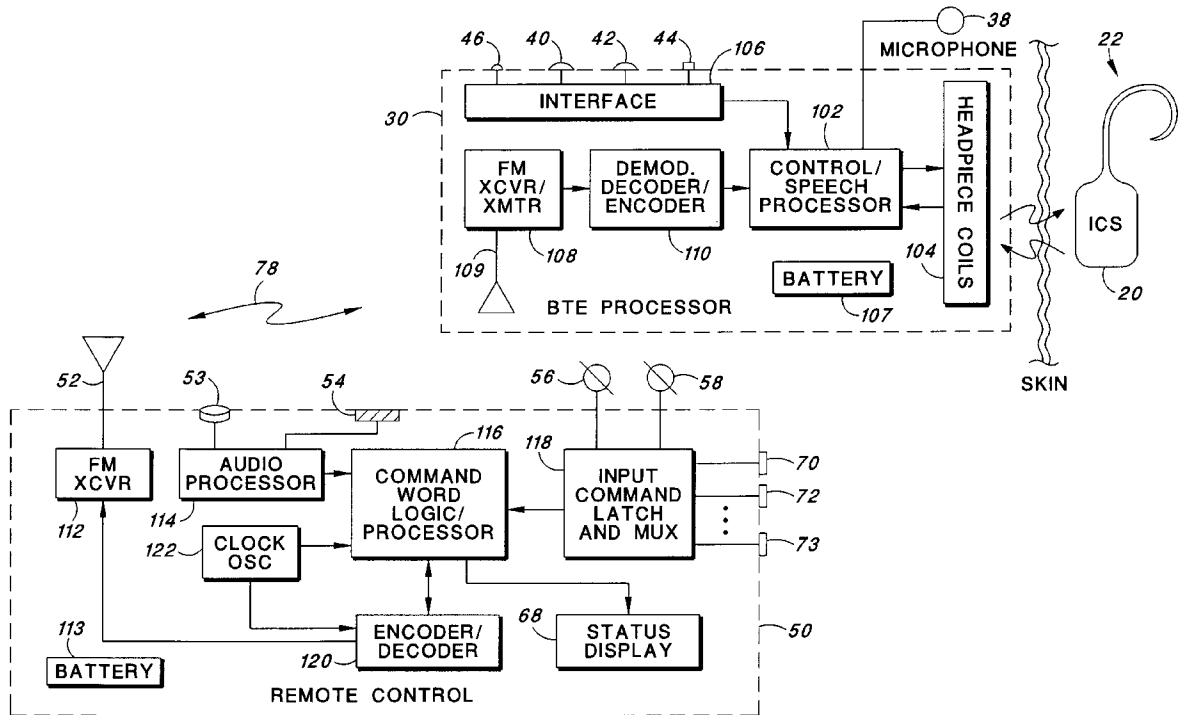 46
40
42
44
106
38
MICROPHONE
22
INTERFACE
30
102
FM
XCVR/
XMTR
DEMOD.
DECODER/
ENCODER
CONTROL/
SPEECH
PROCESSOR
HEADPIECE COILS
ICS
109
108
110
104
20
BATTERY
107
BTE PROCESSOR
78
SKIN
52
53
54
56
58
116
118
FM
XCVR
AUDIO
PROCESSOR
COMMAND
WORD
LOGIC/
PROCESSOR
INPUT
COMMAND
LATCH
AND MUX
70
72
73
112
114
122
CLOCK
OSC
113
BATTERY
ENCODER/
DECODER
120
68
STATUS
DISPLAY
50
REMOTE CONTROL